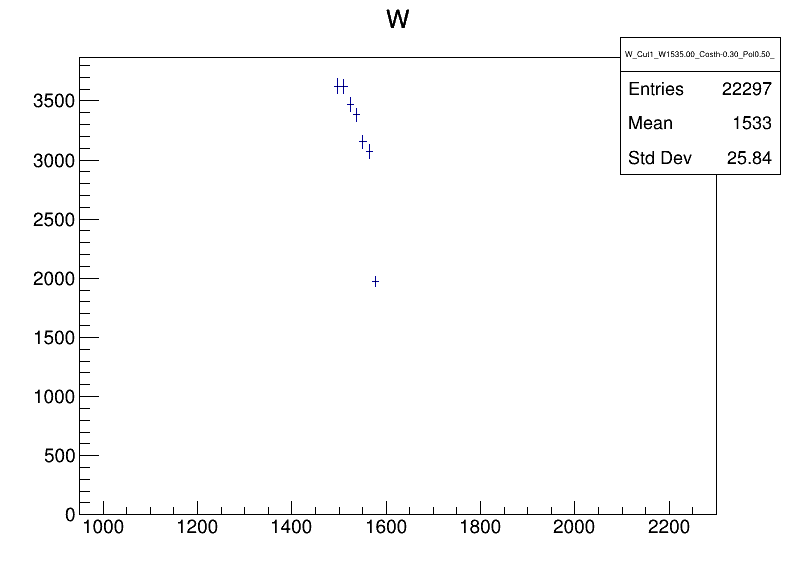 W
W_Cut1_W1535.00_Costh-0.30_Pol0.50_
Entries 22297
Mean 1533
Std Dev 25.84
3500
3000
2500
2000
1500
1000
500
0
1000 1200 1400 1600 1800 2000 2200